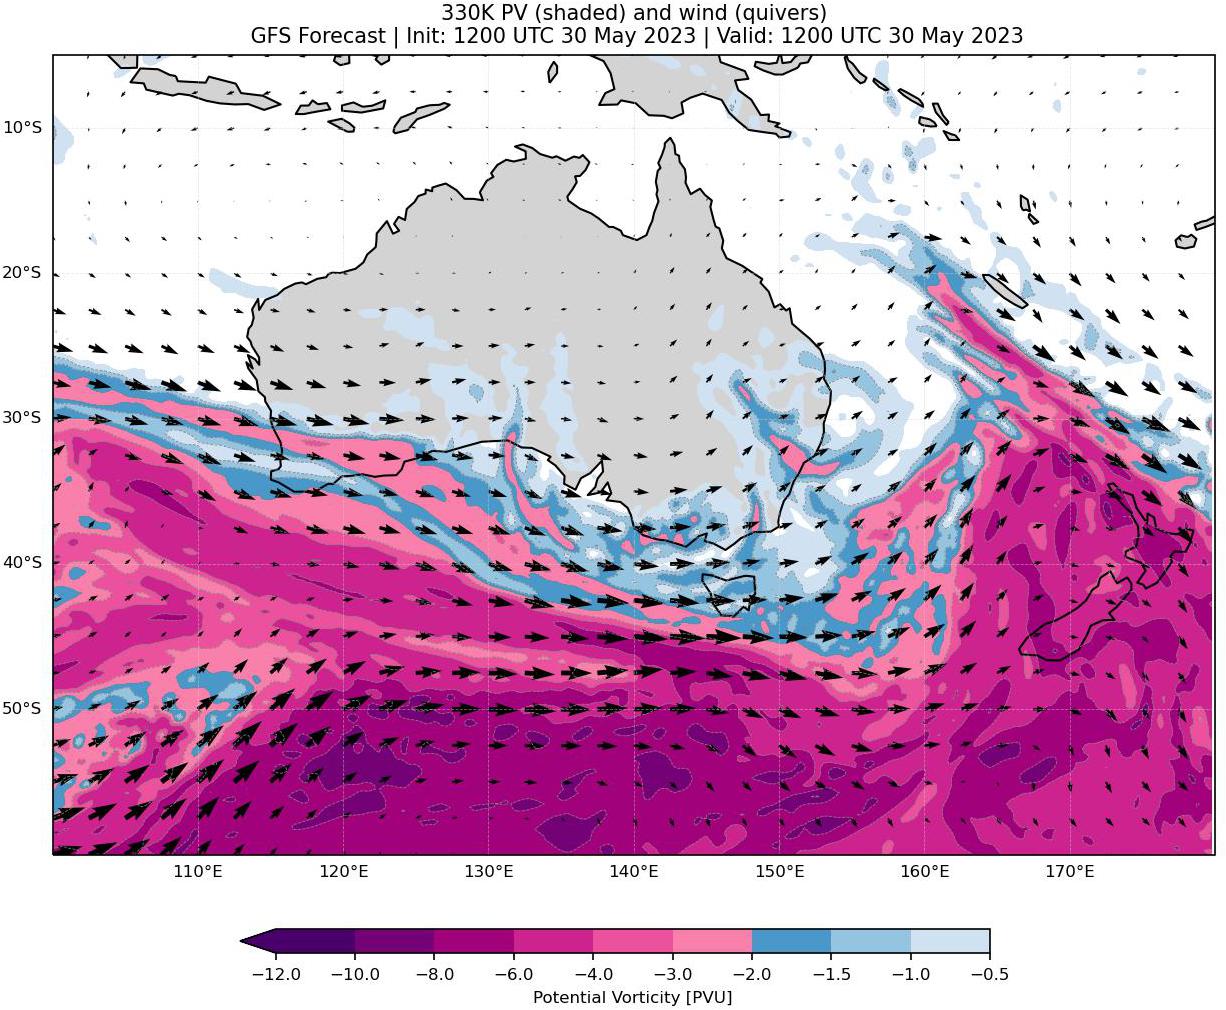 330K PV (shaded) and wind (quivers)
GFS Forecast | Init: 1200 UTC 30 May 2023 | Valid: 1200 UTC 30 May 2023
10°S
20°S
30°S
40°S
50°S
110°E 120°E 130°E 140°E 150°E 160°E 170°E
−12.0 −10.0 −8.0 −6.0 −4.0 −3.0 −2.0 −1.5 −1.0 −0.5
Potential Vorticity [PVU]